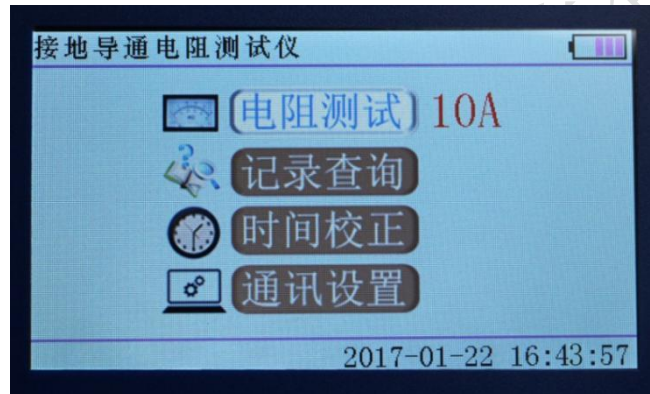 接地导通电阻测试仪
电阻测试 10A
记录查询
时间校正
通讯设置
2017-01-22 16:43:57